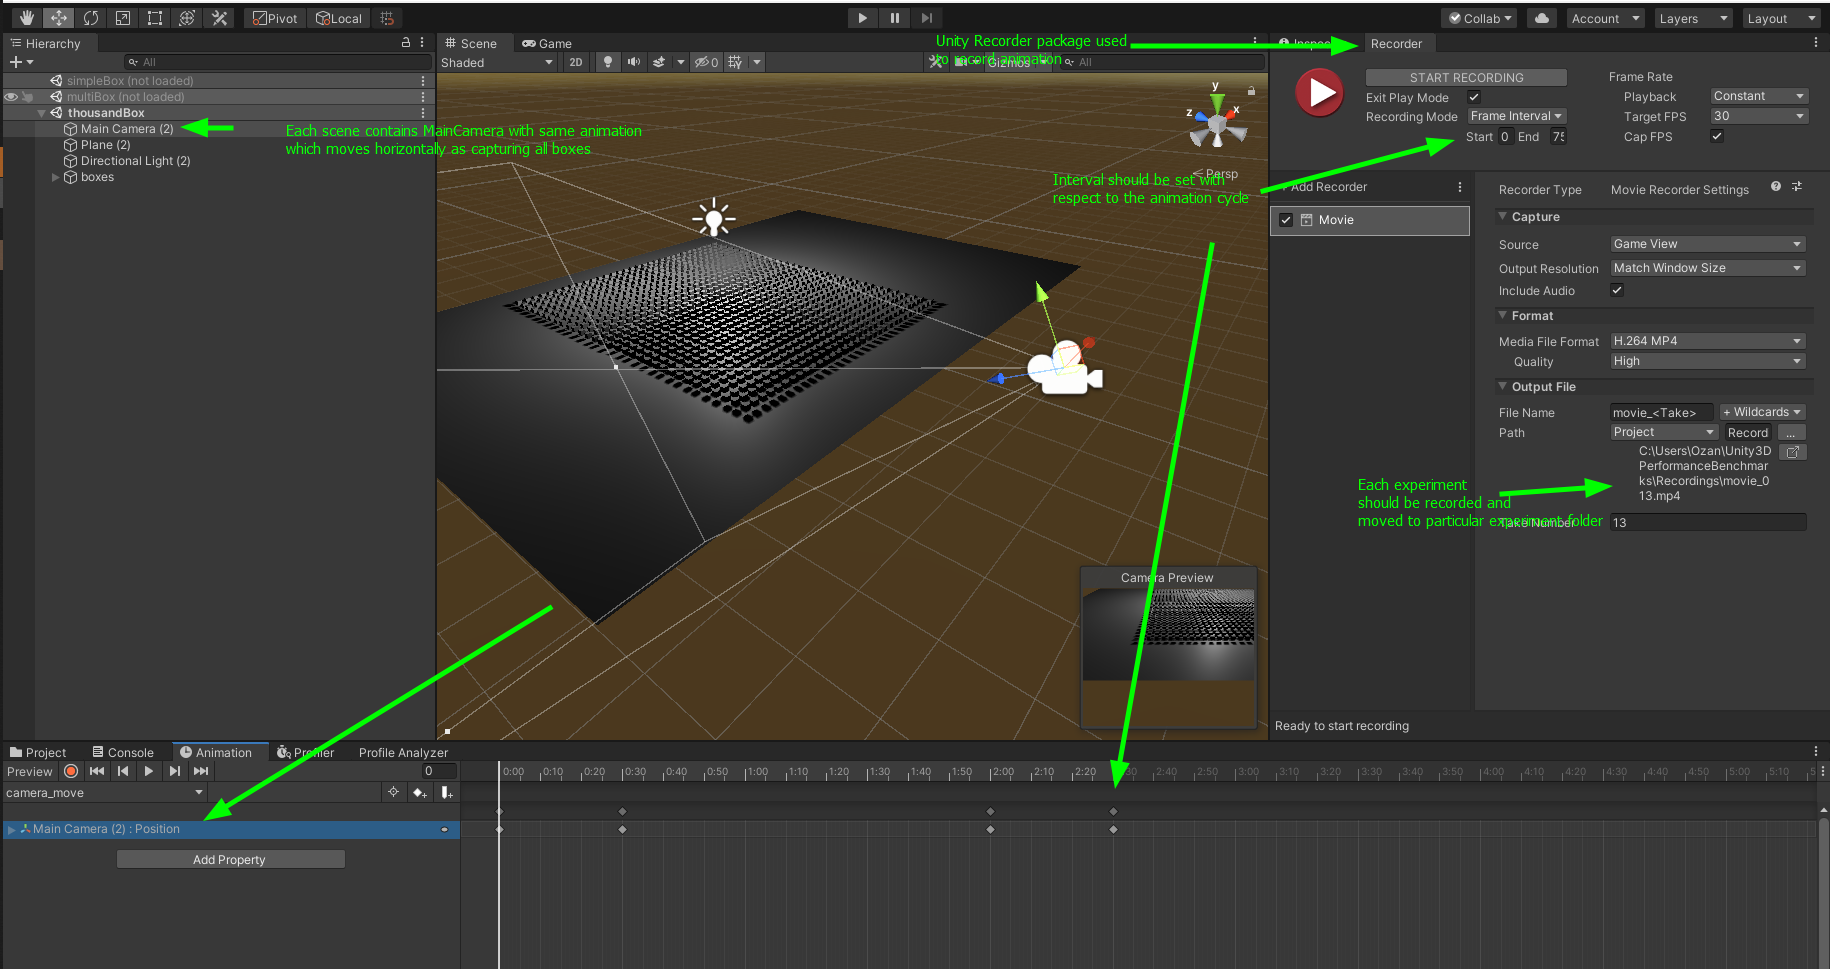 Pivot
Local
Collab
Account
Layers
Layout
Hierarchy
All
simpleBox (not loaded)
multiBox (not loaded)
thousandBox
Main Camera (2)
Plane (2)
Directional Light (2)
boxes
Scene
Game
Shaded
2D
0
Gizmos
All
Unity Recorder package used
to record animation
Each scene contains MainCamera with same animation
which moves horizontally as capturing all boxes
Interval should be set with
respect to the animation cycle
Each experiment
should be recorded and
moved to particular experiment folder
y
x
z
Persp
Camera Preview
Recorder
START RECORDING
Exit Play Mode
Recording Mode
Frame Interval
Start 0 End
Frame Rate
Playback
Constant
Target FPS
30
Cap FPS
Add Recorder
Movie
Recorder Type
Movie Recorder Settings
Capture
Source
Game View
Output Resolution
Match Window Size
Include Audio
Format
Media File Format
H.264 MP4
Quality
High
Output File
File Name
movie_<Take>
+ Wildcards
Path
Project
Record
...
C:\Users\Ozan\Unity3D
PerformanceBenchmar
ks\Recordings\movie_0
13.mp4
Take Number
13
Ready to start recording
Project
Console
Animation
Profiler
Profile Analyzer
Preview
0
camera_move
Main Camera (2) : Position
Add Property
0:00 0:10 0:20 0:30 0:40 0:50 1:00 1:10 1:20 1:30 1:40 1:50 2:00 2:10 2:20 2:40 2:50 3:00 3:10 3:20 3:30 3:40 3:50 4:00 4:10 4:20 4:30 4:40 4:50 5:00 5:10